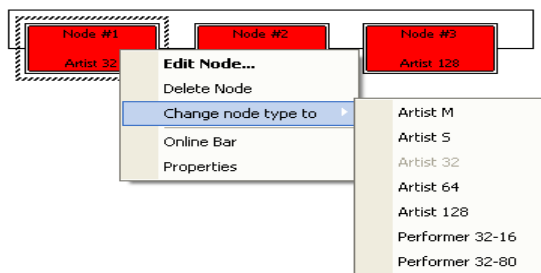 Node #1
Artist 32
Node #2
Node #3
Artist 128
Edit Node...
Delete Node
Change node type to
Online Bar
Properties
Artist M
Artist S
Artist 32
Artist 64
Artist 128
Performer 32-16
Performer 32-80